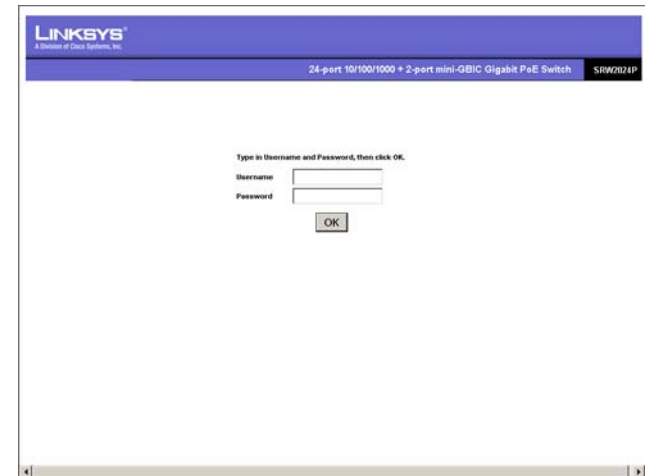 LINKSYS®
A Division of Cisco Systems, Inc.
24-port 10/100/1000 + 2-port mini-GBIC Gigabit PoE Switch SRW2024P
Type in Username and Password, then click OK.
Username
Password
OK